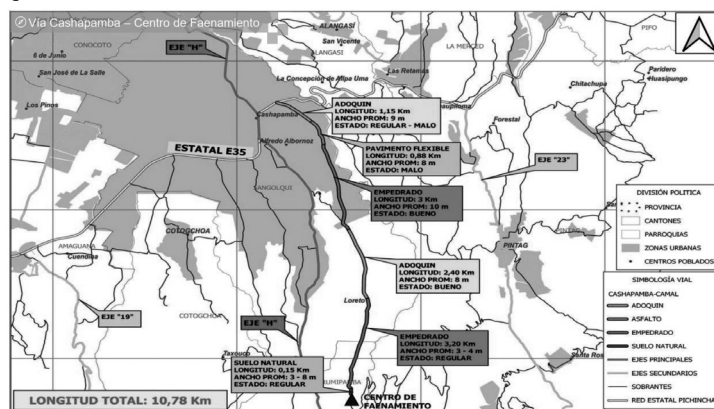 Vía Cashapamba – Centro de Faenamiento
ALANGASÍ
PIFO
San Vicente
LA MERCED
CONOCOTO
ALANGASI
6 de Junio
EJE "H"
San José de La Salle
Las Retamas
Paridero
Huasipungo
La Concepcion de Allpa Uma
Chitachupa
Los Pinos
ADOQUIN
LONGITUD: 1,15 Km
ANCHO PROM: 9 m
ESTADO: REGULAR - MALO
Cashapamba
Forestal
ESTATAL E35
Alfredo Albornoz
PAVIMENTO FLEXIBLE
LONGITUD: 0,88 Km
ANCHO PROM: 8 m
ESTADO: MALO
EJE "23"
SANGOLQUI
EMPEDRADO
LONGITUD: 3 Km
ANCHO PROM: 10 m
ESTADO: BUENO
DIVISIÓN POLITICA
PROVINCIA
CANTONES
PARROQUIAS
ZONAS URBANAS
CENTROS POBLADOS
COTOGCHOA
PINTAG
PINTAG
AMAGUAÑA
Cuendina
ADOQUIN
LONGITUD: 2,40 Km
ANCHO PROM: 8 m
ESTADO: BUENO
SIMBOLOGÍA VIAL
CASHAPAMBA-CAMAL
ADOQUIN
ASFALTO
EMPEDRADO
SUELO NATURAL
EJES PRINCIPALES
EJES SECUNDARIOS
SOBRANTES
RED ESTATAL PICHINCHA
Loreto
EJE "19"
COTOGCHOA
EJE "H"
EMPEDRADO
LONGITUD: 3,20 Km
ANCHO PROM: 3 - 4 m
ESTADO: REGULAR
Taxouco
Santa Ros
SUELO NATURAL
LONGITUD: 0,15 Km
ANCHO PROM: 3 - 8 m
ESTADO: REGULAR
RUMIPAMBA
LONGITUD TOTAL: 10,78 Km
CENTRO DE
FAENAMIENTO